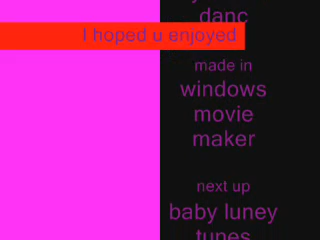 danc
I hoped u enjoyed
made in
windows
movie
maker
next up
baby luney
tunes